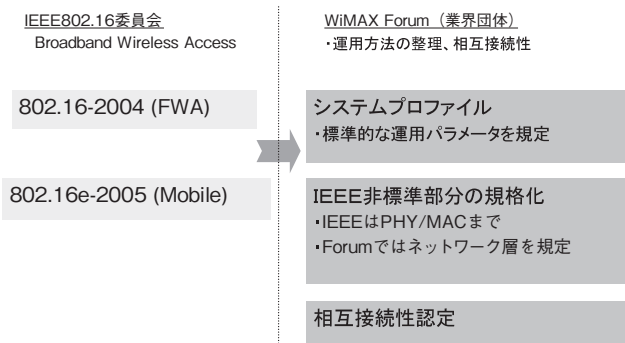 IEEE802.16委員会
Broadband Wireless Access
802.16-2004 (FWA)
802.16e-2005 (Mobile)
WiMAX Forum（業界団体）
・運用方法の整理、相互接続性
システムプロファイル
・標準的な運用パラメータを規定
IEEE非標準部分の規格化
・IEEEはPHY/MACまで
・Forumではネットワーク層を規定
相互接続性認定